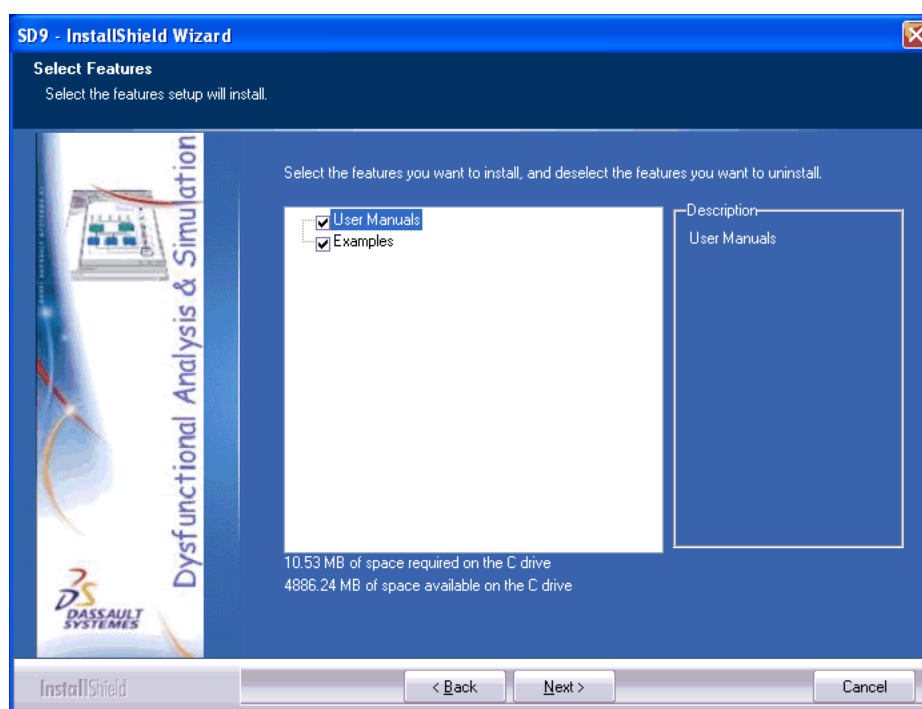 SD9 - InstallShield Wizard
Select Features
Select the features setup will install.
Dysfunctional Analysis & Simulation
Select the features you want to install, and deselect the features you want to uninstall.
User Manuals
Examples
Description
User Manuals
10.53 MB of space required on the C drive
4886.24 MB of space available on the C drive
DASSAULT
SYSTEMES
InstallShield
< Back
Next >
Cancel